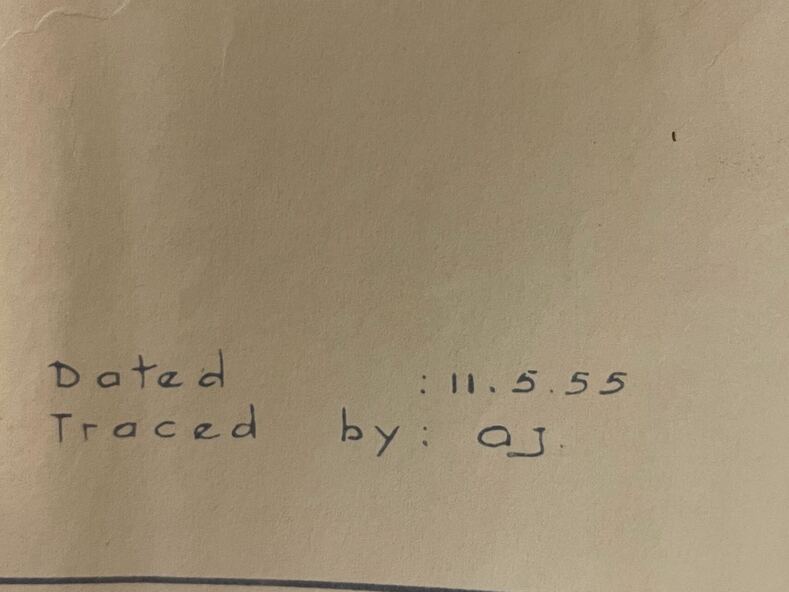 Dated : 11.5.55
Traced by: aJ.